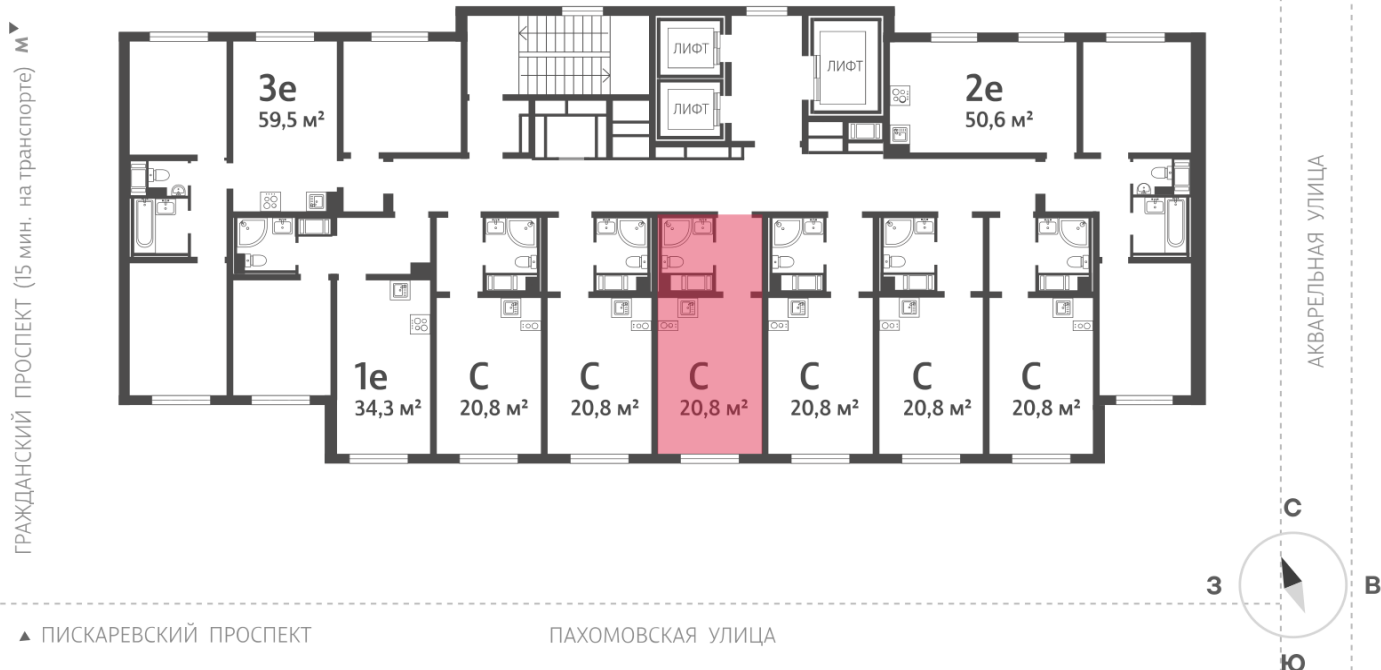 ГРАЖДАНСКИЙ ПРОСПЕКТ (15 мин. на транспорте) М
ЛИФТ
ЛИФТ
ЛИФТ
3е
59,5 м²
2е
50,6 м²
1е
34,3 м²
С
20,8 м²
С
20,8 м²
С
20,8 м²
С
20,8 м²
С
20,8 м²
С
20,8 м²
АКВАРЕЛЬНАЯ УЛИЦА
С
З
В
Ю
ПИСКАРЕВСКИЙ ПРОСПЕКТ
ПАХОМОВСКАЯ УЛИЦА